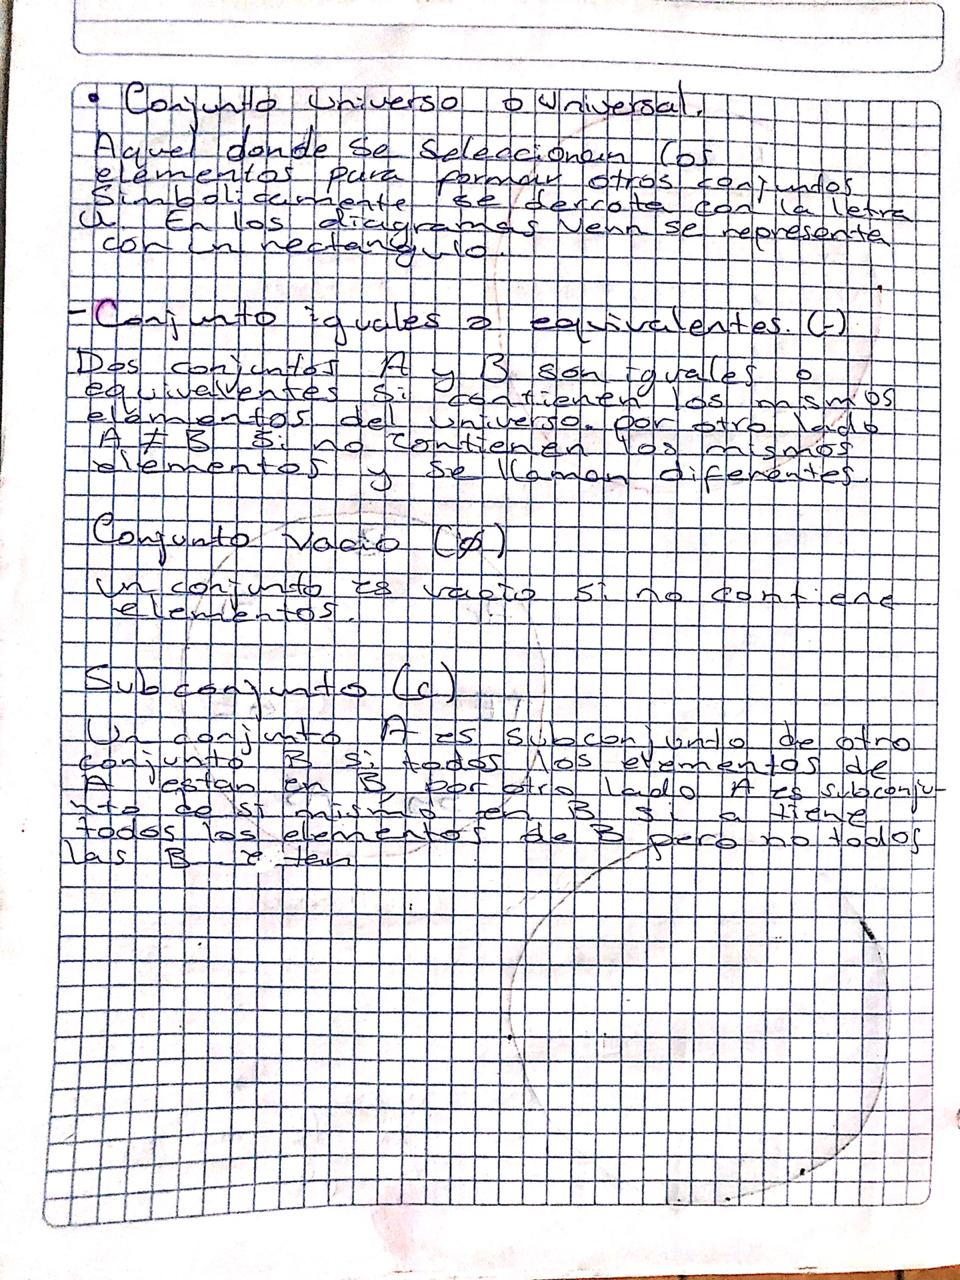 • Conjunto universo o universal.
Aquel donde se seleccionan los
elementos para formar otros conjundos
Simbolicamente se derrota con la letra
U. En los diagramas Venn se representa
con un rectangulo.
- Conjunto iguales o equivalentes. (-)
Dos conjuntos A y B son iguales o
equivelventes si contienen los mismos
elementos del universo. por otro lado
A ≠ B si no contienen los mismos
elementos y se llaman diferentes.
Conjunto Vacio (∅)
un conjunto es vacio si no contiene
elementos.
Subconjunto (c)
Un conjunto A es subconjundo de otro
conjunto B si todos los elementos de
A estan en B, por otro lado A es subconju-
nto de si mismo en B si a tiene
todos los elementos de B pero no todos
las B